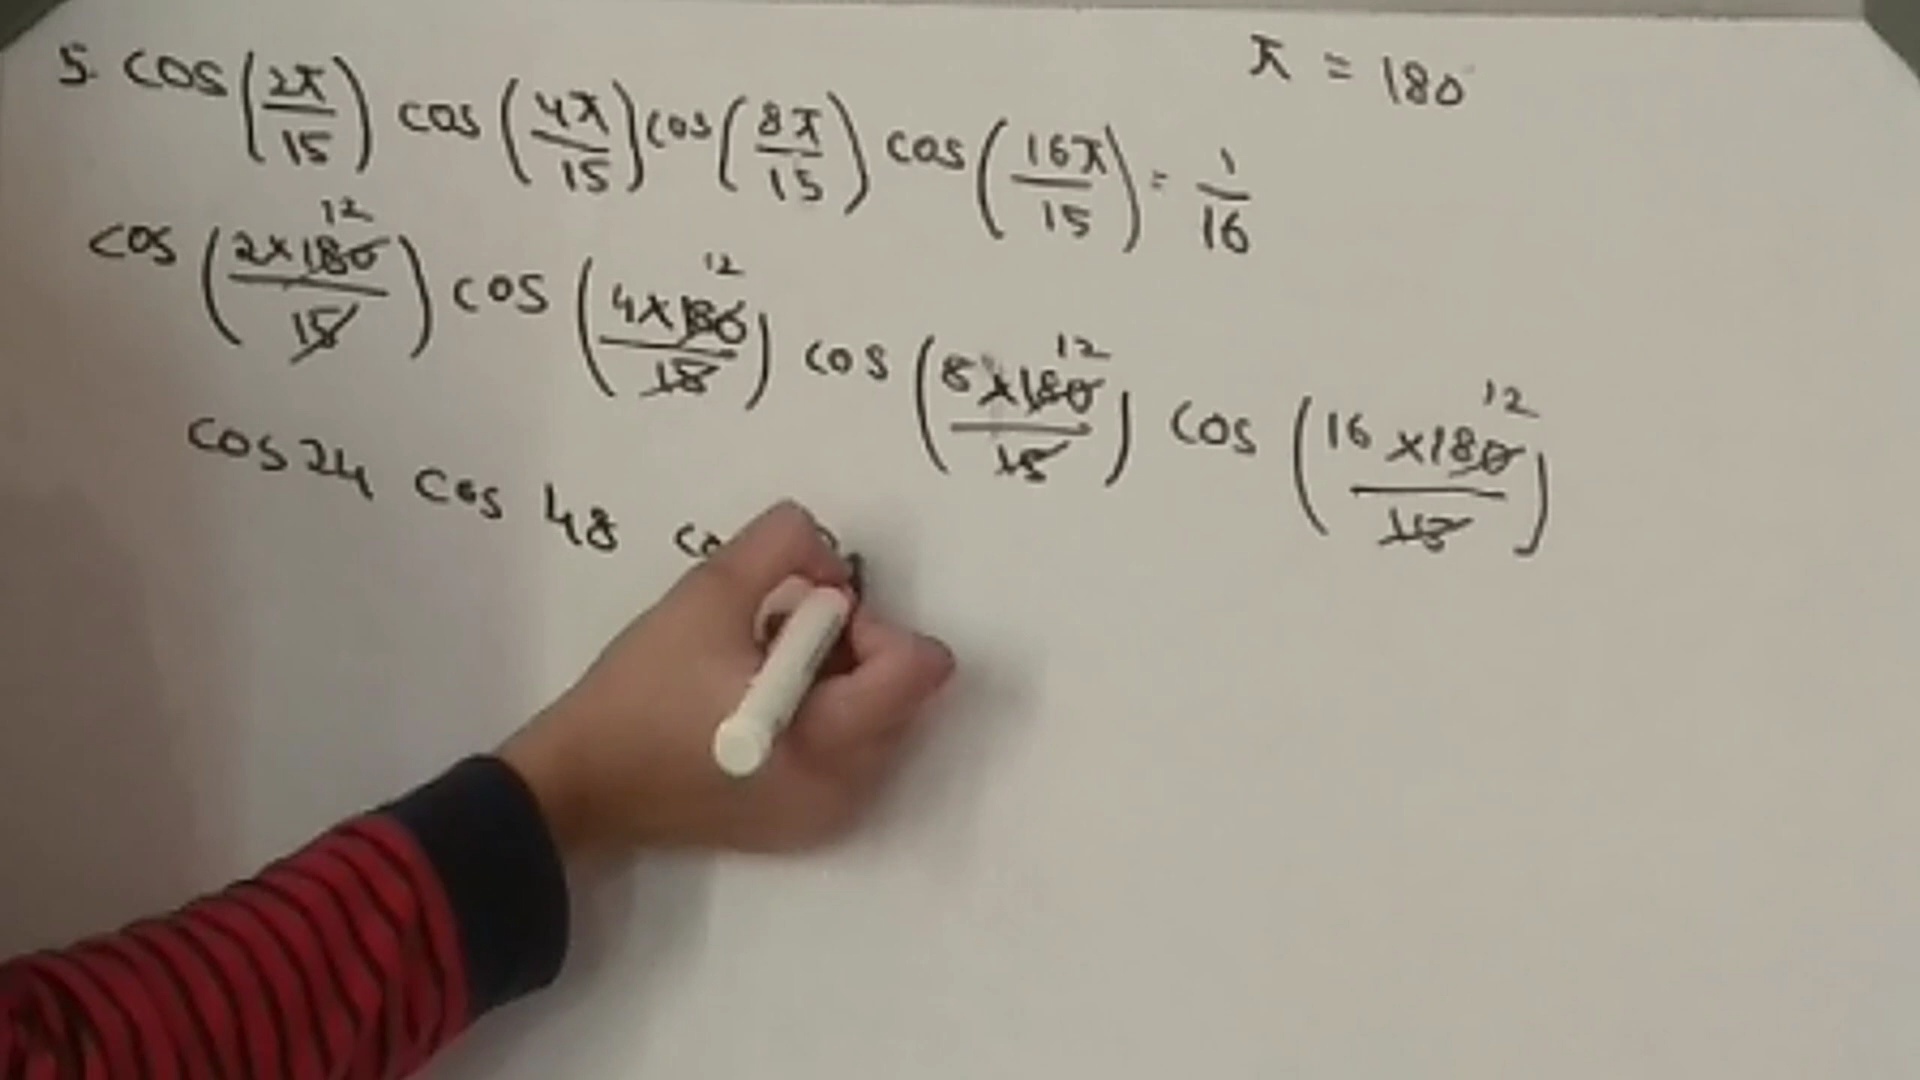 5. cos(2π/15) cos(4π/15) cos(8π/15) cos(16π/15) = 1/16
π = 180
cos(2×180/15) cos(4×180/15) cos(8×180/15) cos(16×180/15)
12 12 12 12
cos24 cos 48